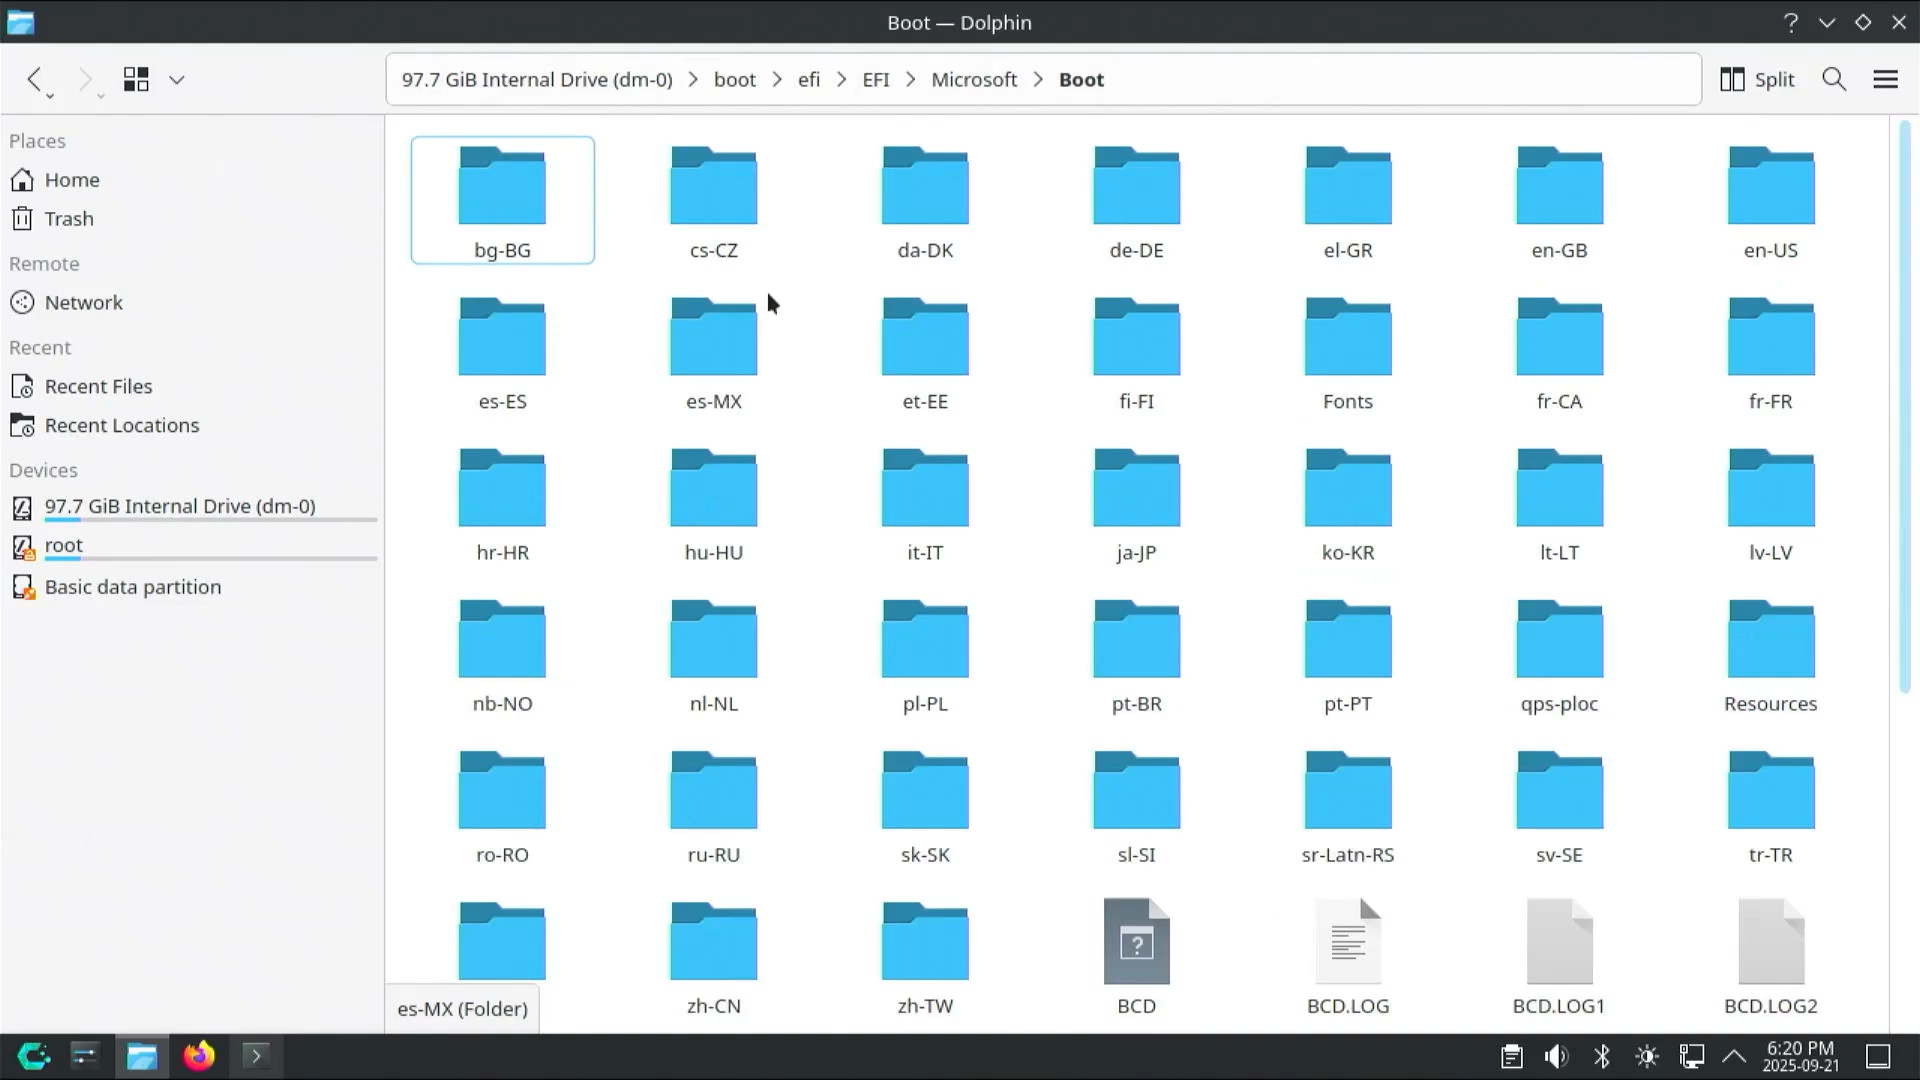 Boot — Dolphin
97.7 GiB Internal Drive (dm-0) > boot > efi > EFI > Microsoft > Boot
Split
Places
Home
Trash
Remote
Network
Recent
Recent Files
Recent Locations
Devices
97.7 GiB Internal Drive (dm-0)
root
Basic data partition
bg-BG cs-CZ da-DK de-DE el-GR en-GB en-US
es-ES es-MX et-EE fi-FI Fonts fr-CA fr-FR
hr-HR hu-HU it-IT ja-JP ko-KR lt-LT lv-LV
nb-NO nl-NL pl-PL pt-BR pt-PT qps-ploc Resources
ro-RO ru-RU sk-SK sl-SI sr-Latn-RS sv-SE tr-TR
zh-CN zh-TW BCD BCD.LOG BCD.LOG1 BCD.LOG2
es-MX (Folder)
6:20 PM
2025-09-21